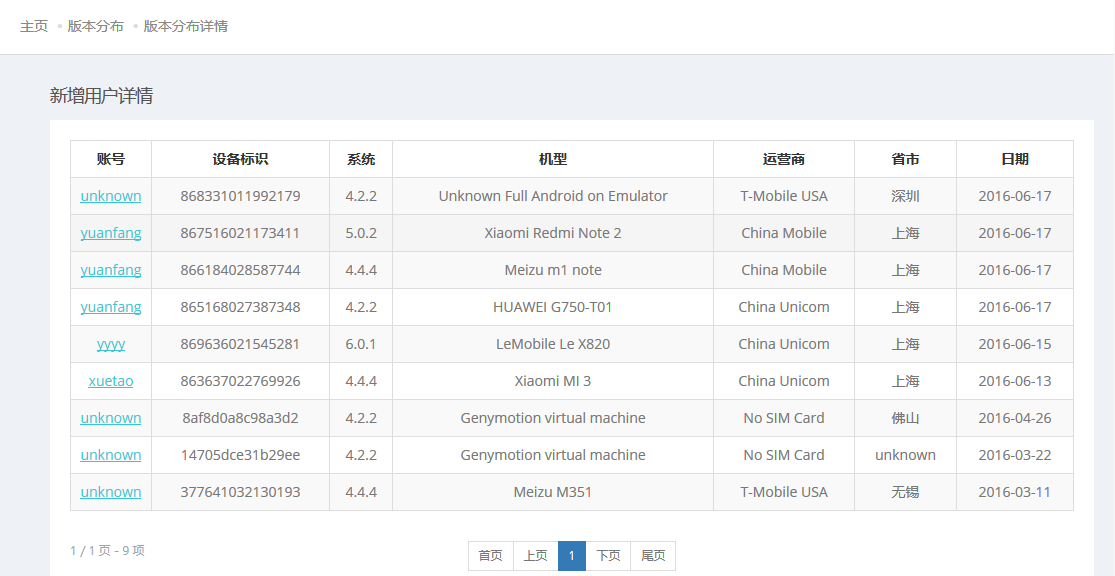 主页 版本分布 版本分布详情
新增用户详情
账号 设备标识 系统 机型 运营商 省市 日期
unknown 868331011992179 4.2.2 Unknown Full Android on Emulator T-Mobile USA 深圳 2016-06-17
yuanfang 867516021173411 5.0.2 Xiaomi Redmi Note 2 China Mobile 上海 2016-06-17
yuanfang 866184028587744 4.4.4 Meizu m1 note China Mobile 上海 2016-06-17
yuanfang 865168027387348 4.2.2 HUAWEI G750-T01 China Unicom 上海 2016-06-17
yyyy 869636021545281 6.0.1 LeMobile Le X820 China Unicom 上海 2016-06-15
xuetao 863637022769926 4.4.4 Xiaomi MI 3 China Unicom 上海 2016-06-13
unknown 8af8d0a8c98a3d2 4.2.2 Genymotion virtual machine No SIM Card 佛山 2016-04-26
unknown 14705dce31b29ee 4.2.2 Genymotion virtual machine No SIM Card unknown 2016-03-22
unknown 377641032130193 4.4.4 Meizu M351 T-Mobile USA 无锡 2016-03-11
1 / 1 页 - 9 项 首页 上页 1 下页 尾页